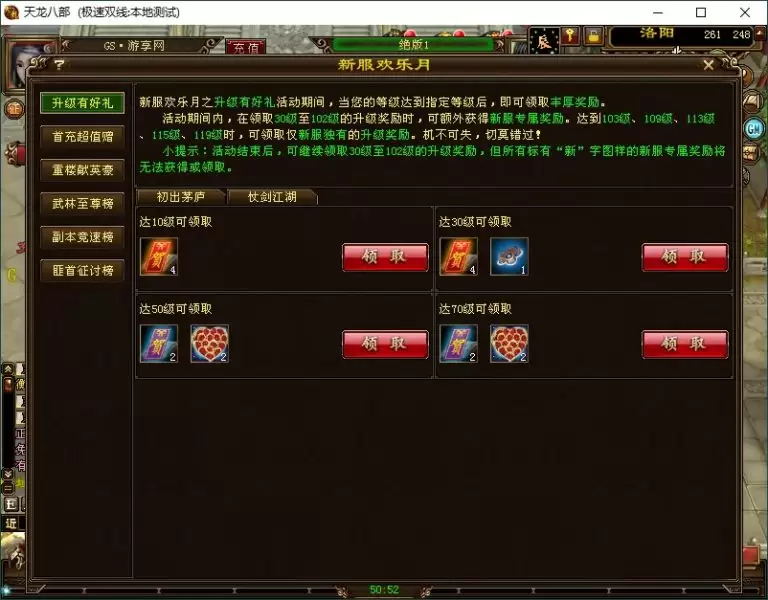 天龙八部 (极速双线:本地测试)
GS·游享网
充值
绝版1
辰
洛阳
261 248
?
新服欢乐月
GM
升级有好礼
首充超值赠
重楼献英豪
武林至尊榜
副本竞速榜
匪首征讨榜
新服欢乐月之升级有好礼活动期间，当您的等级达到指定等级后，即可领取丰厚奖励。
活动期间内，在领取30级至102级的升级奖励时，可额外获得新服专属奖励。达到103级、109级、113级
、115级、119级时，可领取仅新服独有的升级奖励。机不可失，切莫错过！
小提示：活动结束后，可继续领取30级至102级的升级奖励，但所有标有“新”字图样的新服专属奖励将
无法获得或领取。
初出茅庐
仗剑江湖
达10级可领取
4
领取
达30级可领取
4
1
领取
达50级可领取
贺
2
2
领取
达70级可领取
贺
2
2
领取
近
50:52